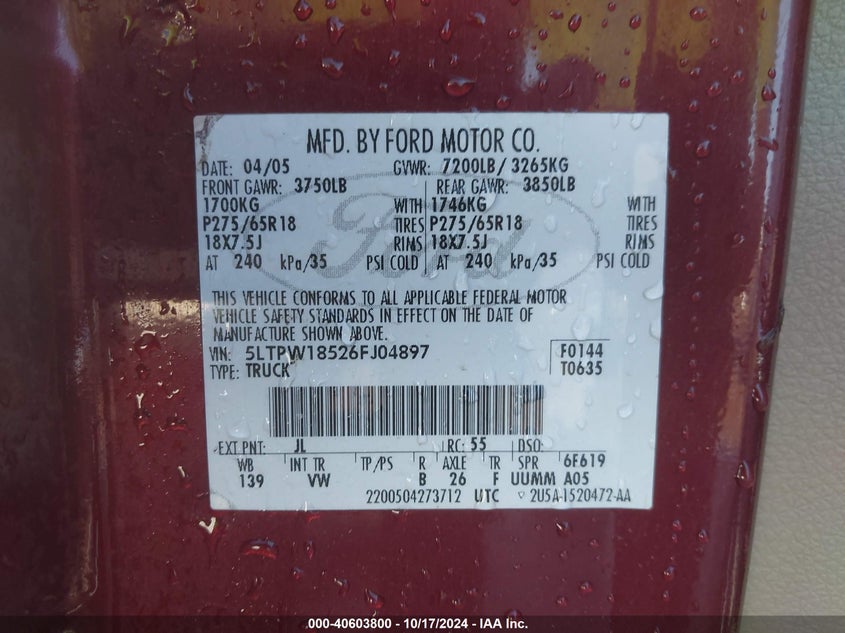 MFD. BY FORD MOTOR CO.
DATE: 04/05 GVWR: 7200LB/ 3265KG
FRONT GAWR: 3750LB REAR GAWR: 3850LB
1700KG WITH 1746KG WITH
P275/65R18 TIRES P275/65R18 TIRES
18X7.5J RIMS 18X7.5J RIMS
AT 240 kPa/35 PSI COLD AT 240 kPa/35 PSI COLD
Ford
THIS VEHICLE CONFORMS TO ALL APPLICABLE FEDERAL MOTOR
VEHICLE SAFETY STANDARDS IN EFFECT ON THE DATE OF
MANUFACTURE SHOWN ABOVE.
VIN: 5LTPW18526FJ04897 F0144
TYPE: TRUCK T0635
EXT PNT: JL RC: 55 DSO:
WB INT TR TP/PS R AXLE TR SPR 6F619
139 VW B 26 F UUMM A05
2200504273712 UTC ▽ 2U5A-1520472-AA
.000-40603800 - 10/17/2024 - IAA Inc.